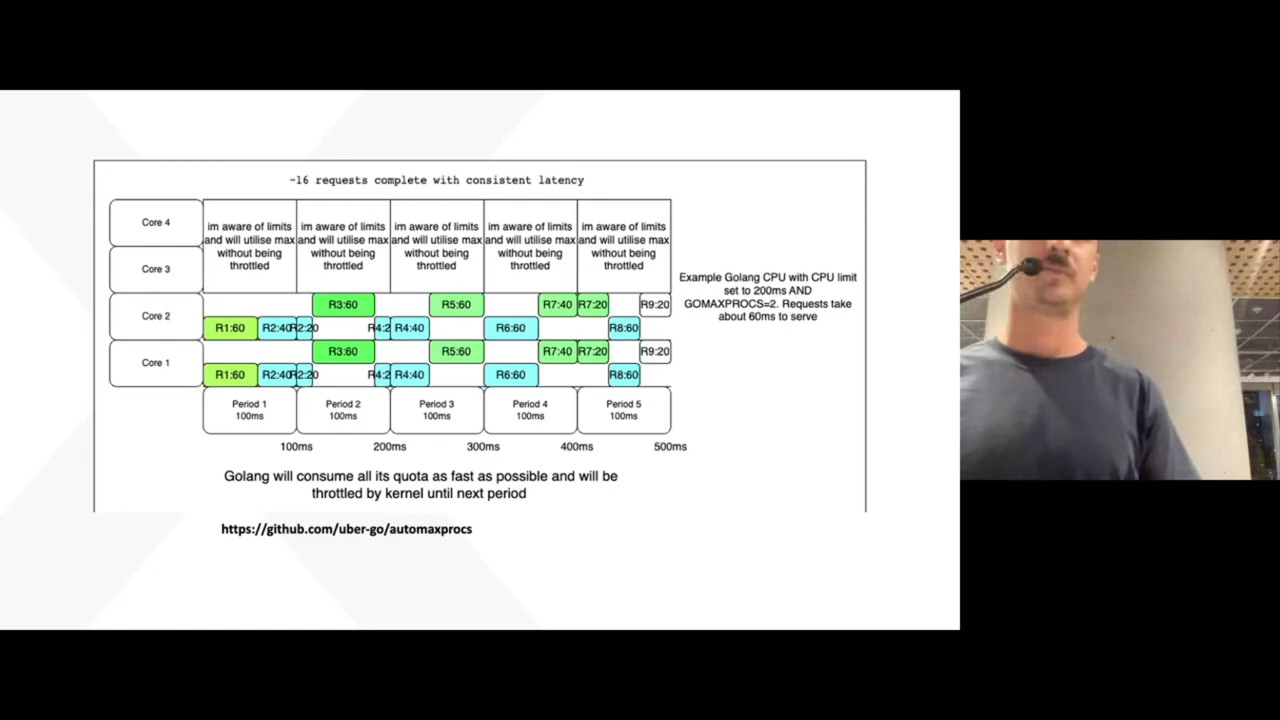 ~16 requests complete with consistent latency
Core 4
im aware of limits
and will utilise max
without being
throttled
im aware of limits
and will utilise max
without being
throttled
im aware of limits
and will utilise max
without being
throttled
im aware of limits
and will utilise max
without being
throttled
im aware of limits
and will utilise max
without being
throttled
Core 3
Example Golang CPU with CPU limit
set to 200ms AND
GOMAXPROCS=2. Requests take
about 60ms to serve
Core 2
R3:60 R5:60 R7:40 R7:20 R9:20
R1:60 R2:40 R2:20 R4:2 R4:40 R6:60 R8:60
Core 1
R3:60 R5:60 R7:40 R7:20 R9:20
R1:60 R2:40 R2:20 R4:2 R4:40 R6:60 R8:60
Period 1
100ms
Period 2
100ms
Period 3
100ms
Period 4
100ms
Period 5
100ms
100ms 200ms 300ms 400ms 500ms
Golang will consume all its quota as fast as possible and will be
throttled by kernel until next period
https://github.com/uber-go/automaxprocs